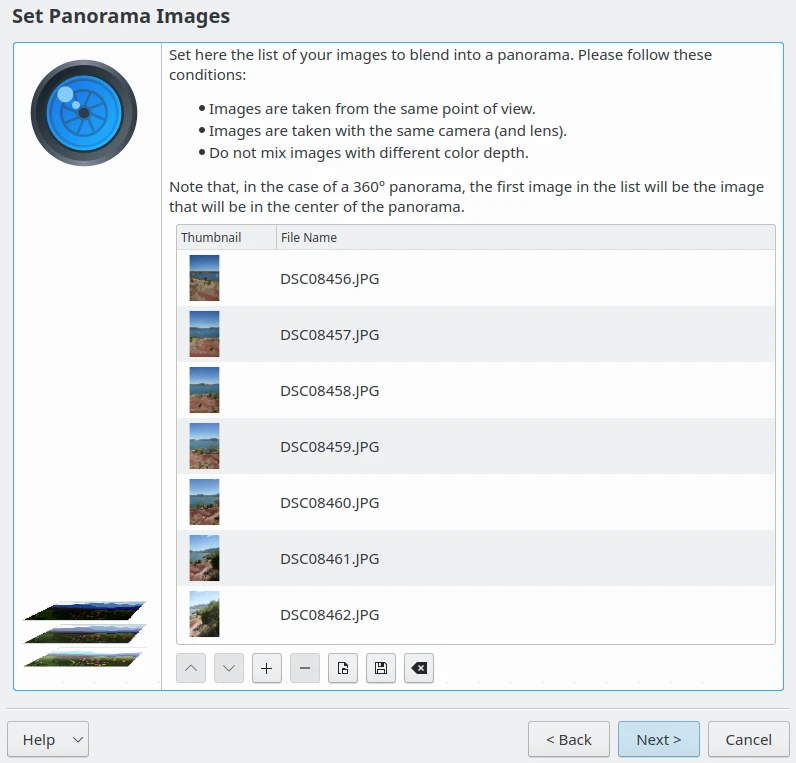 Set Panorama Images
Set here the list of your images to blend into a panorama. Please follow these
conditions:
• Images are taken from the same point of view.
• Images are taken with the same camera (and lens).
• Do not mix images with different color depth.
Note that, in the case of a 360° panorama, the first image in the list will be the image
that will be in the center of the panorama.
Thumbnail File Name
DSC08456.JPG
DSC08457.JPG
DSC08458.JPG
DSC08459.JPG
DSC08460.JPG
DSC08461.JPG
DSC08462.JPG
Help < Back Next > Cancel